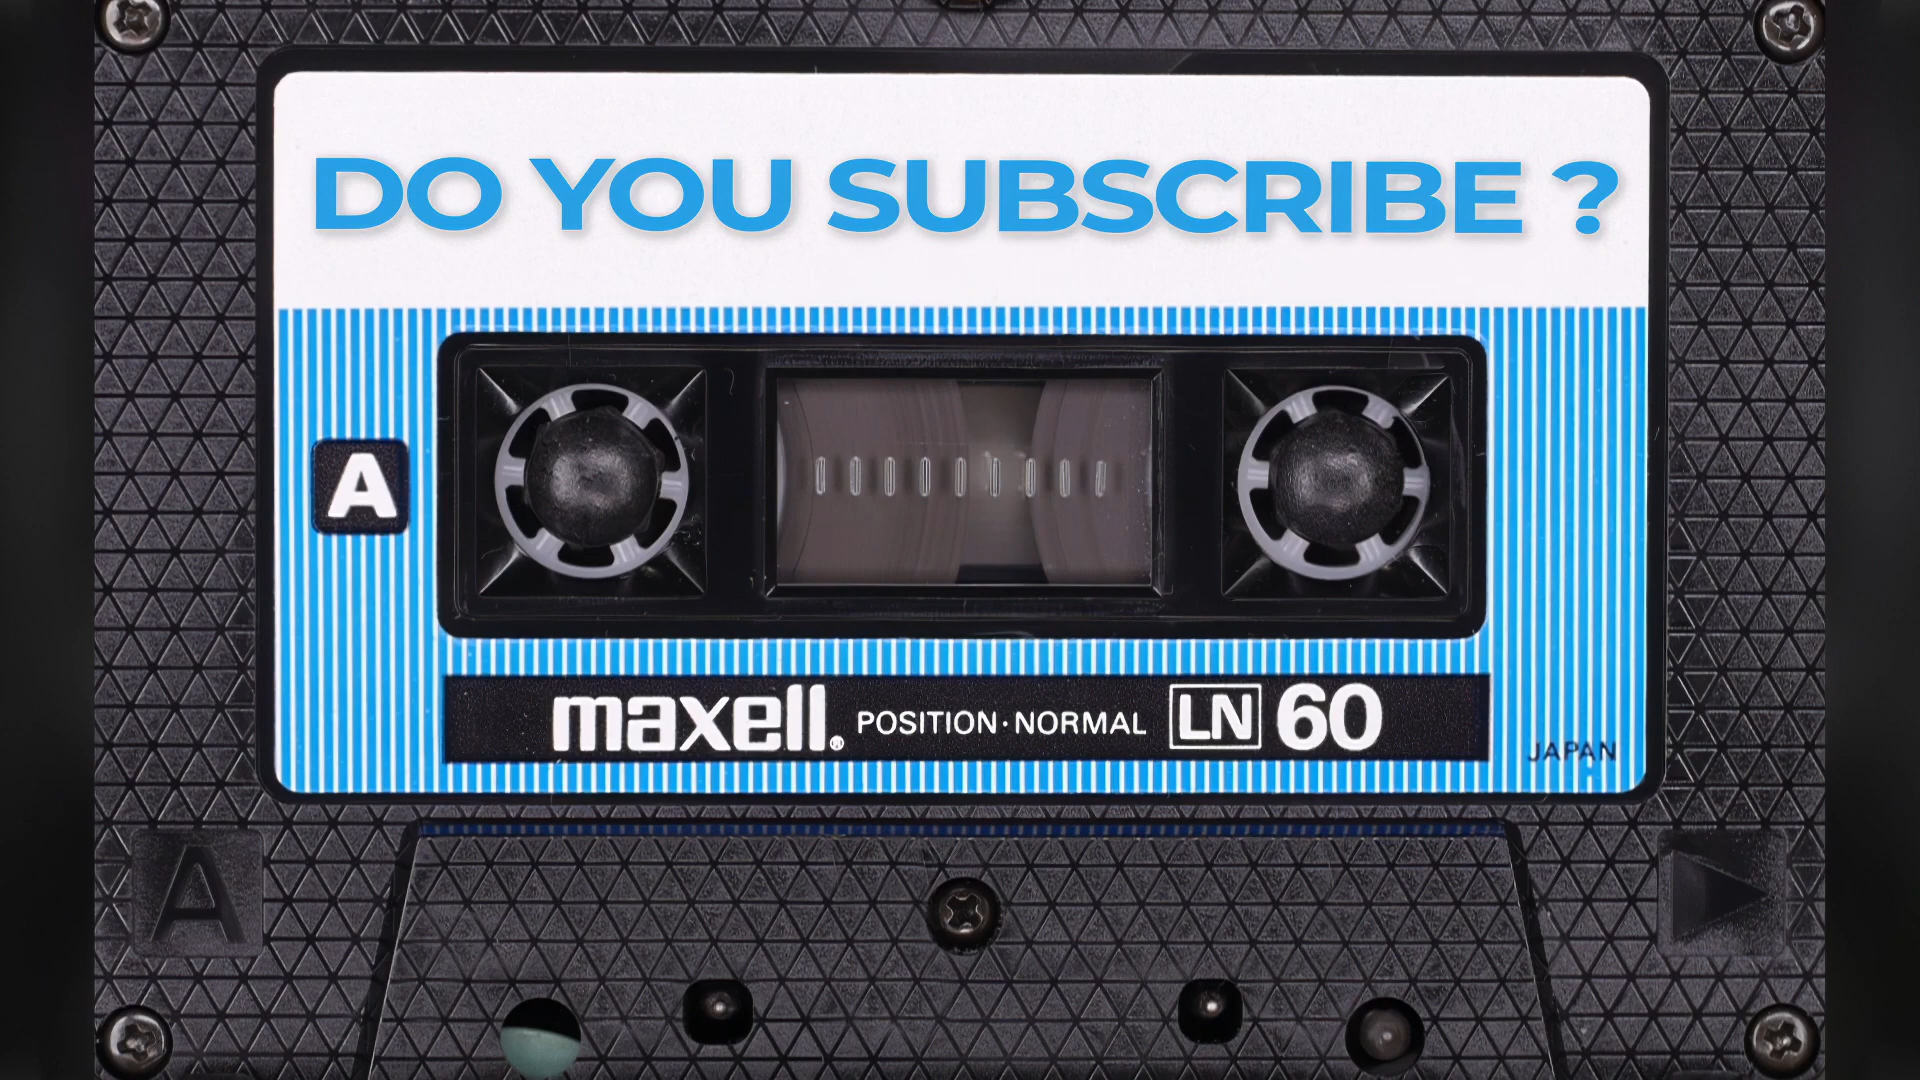 DO YOU SUBSCRIBE ?
A
maxell® POSITION·NORMAL LN 60
JAPAN
A